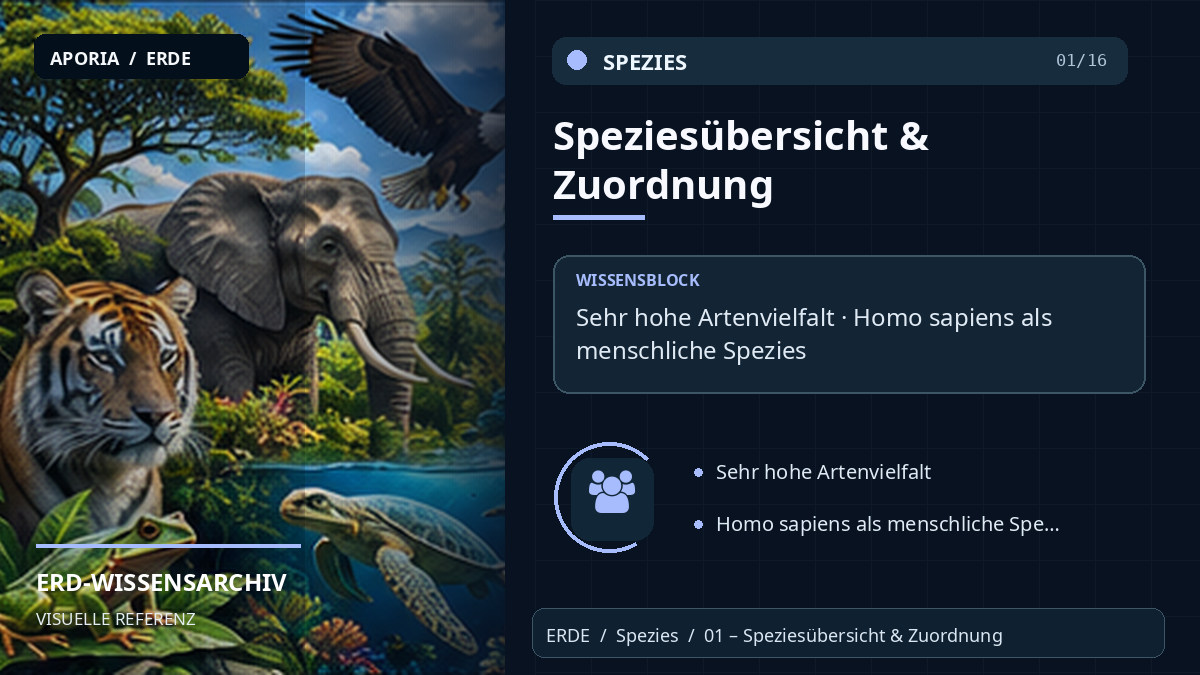 APORIA / ERDE
ERD-WISSENSARCHIV
VISUELLE REFERENZ
SPEZIES
01/16
Speziesübersicht &
Zuordnung
WISSENSBLOCK
Sehr hohe Artenvielfalt · Homo sapiens als
menschliche Spezies
Sehr hohe Artenvielfalt
Homo sapiens als menschliche Spe…
ERDE / Spezies / 01 – Speziesübersicht & Zuordnung